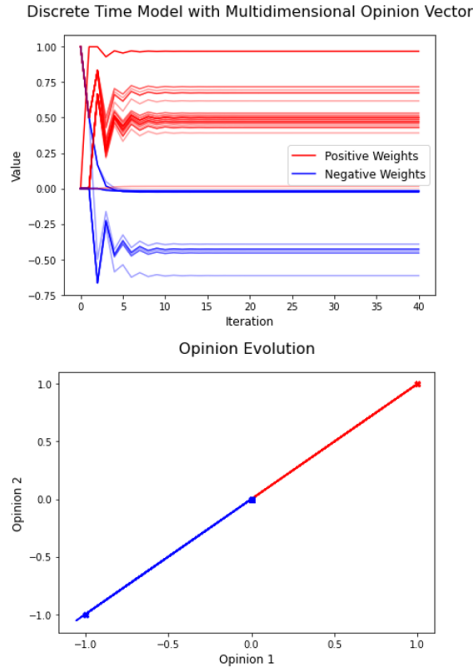 Discrete Time Model with Multidimensional Opinion Vector
1.00
0.75
0.50
0.25
0.00
−0.25
−0.50
−0.75
Value
Positive Weights
Negative Weights
0 5 10 15 20 25 30 35 40
Iteration
Opinion Evolution
1.0
0.5
0.0
−0.5
−1.0
Opinion 2
−1.0 −0.5 0.0 0.5 1.0
Opinion 1